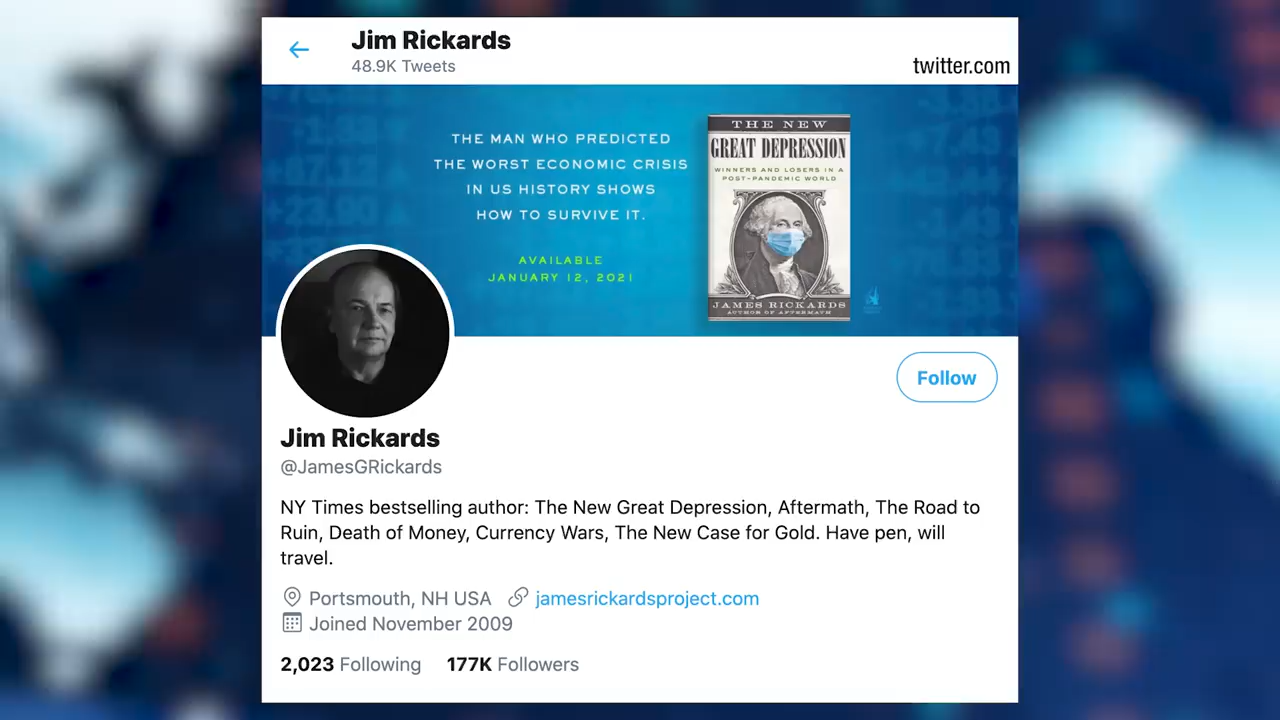 Jim Rickards
48.9K Tweets
twitter.com
THE MAN WHO PREDICTED
THE WORST ECONOMIC CRISIS
IN US HISTORY SHOWS
HOW TO SURVIVE IT.
AVAILABLE
JANUARY 12, 2021
THE NEW
GREAT DEPRESSION
WINNERS AND LOSERS IN A
POST-PANDEMIC WORLD
JAMES RICKARDS
AUTHOR OF AFTERMATH
Follow
Jim Rickards
@JamesGRickards
NY Times bestselling author: The New Great Depression, Aftermath, The Road to
Ruin, Death of Money, Currency Wars, The New Case for Gold. Have pen, will
travel.
Portsmouth, NH USA jamesrickardsproject.com
Joined November 2009
2,023 Following 177K Followers